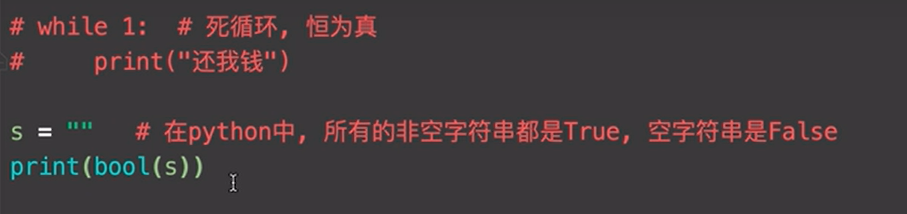 # while 1:  # 死循环, 恒为真
#     print("还我钱")
s = ""   # 在python中, 所有的非空字符串都是True, 空字符串是False
print(bool(s))